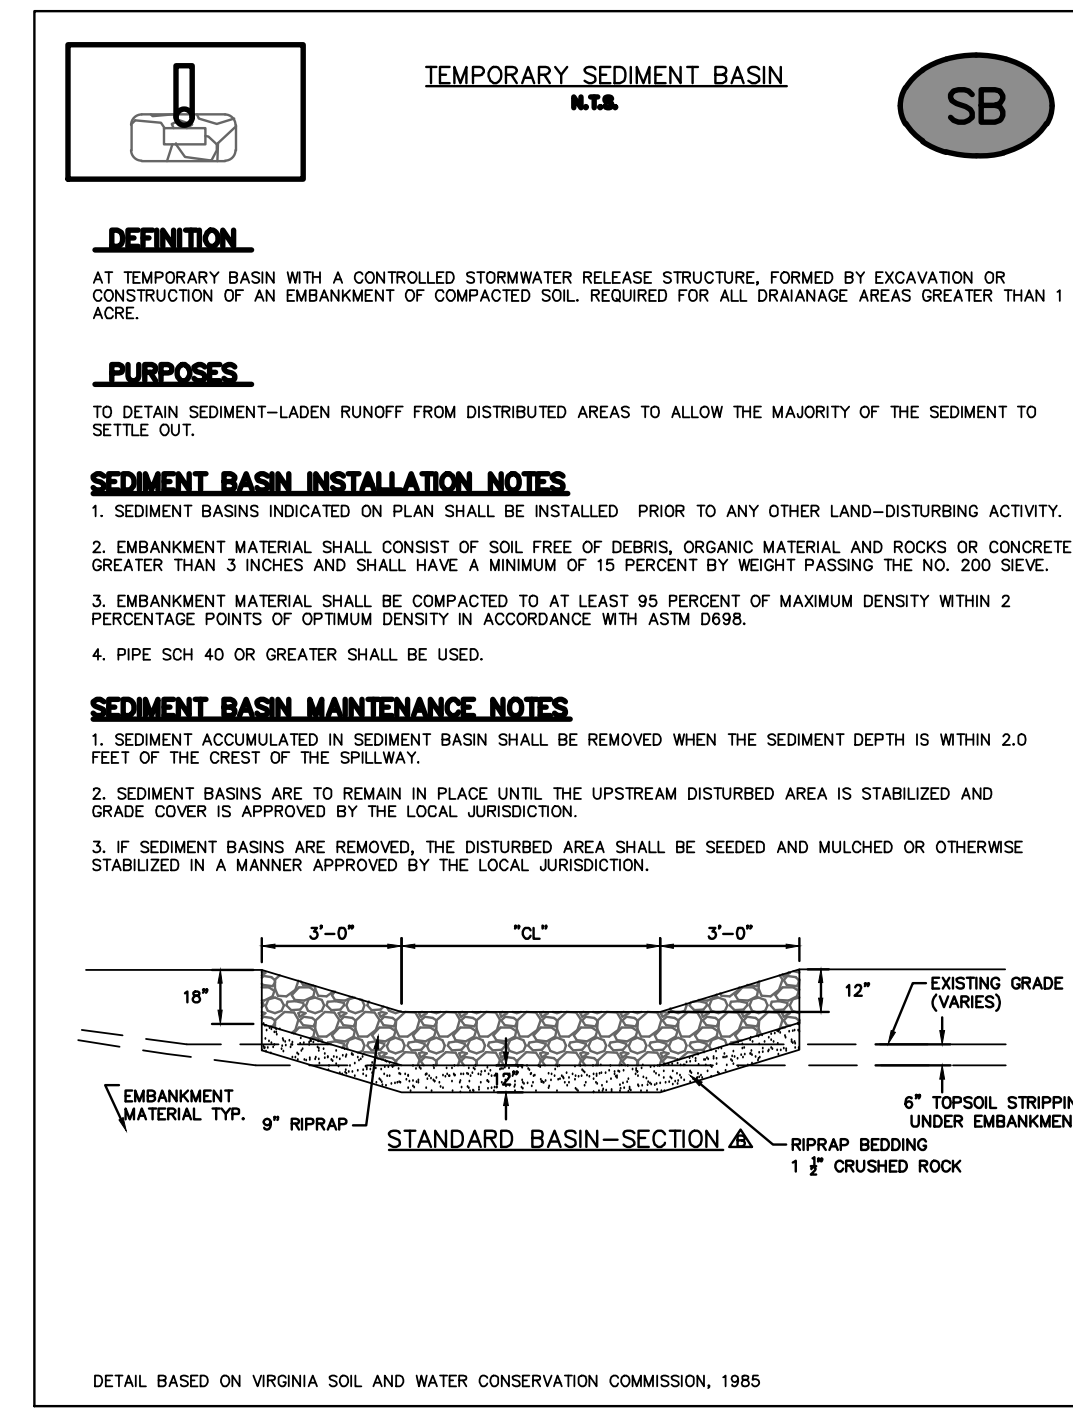 TEMPORARY SEDIMENT BASIN
N.T.S.
SB
DEFINITION
AT TEMPORARY BASIN WITH A CONTROLLED STORMWATER RELEASE STRUCTURE, FORMED BY EXCAVATION OR
CONSTRUCTION OF AN EMBANKMENT OF COMPACTED SOIL. REQUIRED FOR ALL DRAIANAGE AREAS GREATER THAN 1
ACRE.
PURPOSES
TO DETAIN SEDIMENT-LADEN RUNOFF FROM DISTRIBUTED AREAS TO ALLOW THE MAJORITY OF THE SEDIMENT TO
SETTLE OUT.
SEDIMENT BASIN INSTALLATION NOTES
1. SEDIMENT BASINS INDICATED ON PLAN SHALL BE INSTALLED PRIOR TO ANY OTHER LAND-DISTURBING ACTIVITY.
2. EMBANKMENT MATERIAL SHALL CONSIST OF SOIL FREE OF DEBRIS, ORGANIC MATERIAL AND ROCKS OR CONCRETE
GREATER THAN 3 INCHES AND SHALL HAVE A MINIMUM OF 15 PERCENT BY WEIGHT PASSING THE NO. 200 SIEVE.
3. EMBANKMENT MATERIAL SHALL BE COMPACTED TO AT LEAST 95 PERCENT OF MAXIMUM DENSITY WITHIN 2
PERCENTAGE POINTS OF OPTIMUM DENSITY IN ACCORDANCE WITH ASTM D698.
4. PIPE SCH 40 OR GREATER SHALL BE USED.
SEDIMENT BASIN MAINTENANCE NOTES
1. SEDIMENT ACCUMULATED IN SEDIMENT BASIN SHALL BE REMOVED WHEN THE SEDIMENT DEPTH IS WITHIN 2.0
FEET OF THE CREST OF THE SPILLWAY.
2. SEDIMENT BASINS ARE TO REMAIN IN PLACE UNTIL THE UPSTREAM DISTURBED AREA IS STABILIZED AND
GRADE COVER IS APPROVED BY THE LOCAL JURISDICTION.
3. IF SEDIMENT BASINS ARE REMOVED, THE DISTURBED AREA SHALL BE SEEDED AND MULCHED OR OTHERWISE
STABILIZED IN A MANNER APPROVED BY THE LOCAL JURISDICTION.
3'-0" "CL" 3'-0"
18"
12"
EXISTING GRADE
(VARIES)
12"
EMBANKMENT
MATERIAL TYP.
9" RIPRAP
6" TOPSOIL STRIPPIN
UNDER EMBANKMEN
STANDARD BASIN-SECTION B
RIPRAP BEDDING
1 ½" CRUSHED ROCK
DETAIL BASED ON VIRGINIA SOIL AND WATER CONSERVATION COMMISSION, 1985